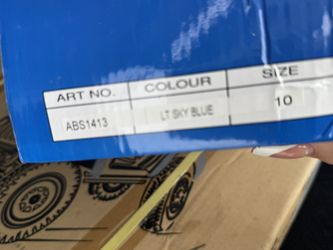 ART NO. COLOUR SIZE
ABS1413 LT SKY BLUE 10